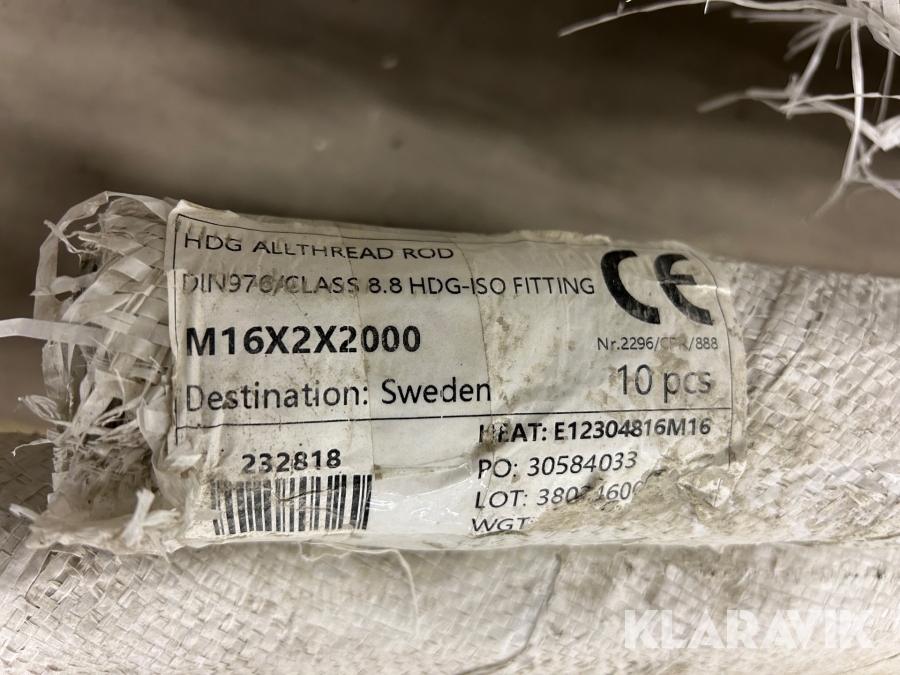 HDG ALLTHREAD ROD
DIN976/CLASS 8.8 HDG-ISO FITTING
CE
M16X2X2000
Nr.2296/CPR/888
Destination: Sweden
10 pcs
HEAT: E12304816M16
232818
PO: 30584033
LOT:
WGT
KLARAVIK